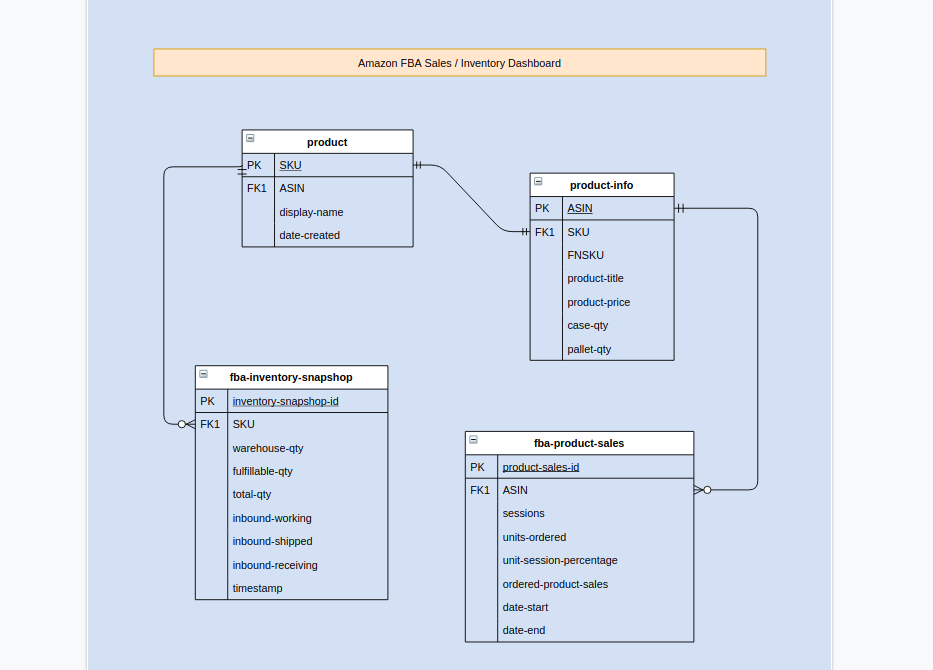 Amazon FBA Sales / Inventory Dashboard
product
PK SKU
FK1 ASIN
display-name
date-created
product-info
PK ASIN
FK1 SKU
FNSKU
product-title
product-price
case-qty
pallet-qty
fba-inventory-snapshop
PK inventory-snapshop-id
FK1 SKU
warehouse-qty
fulfillable-qty
total-qty
inbound-working
inbound-shipped
inbound-receiving
timestamp
fba-product-sales
PK product-sales-id
FK1 ASIN
sessions
units-ordered
unit-session-percentage
ordered-product-sales
date-start
date-end